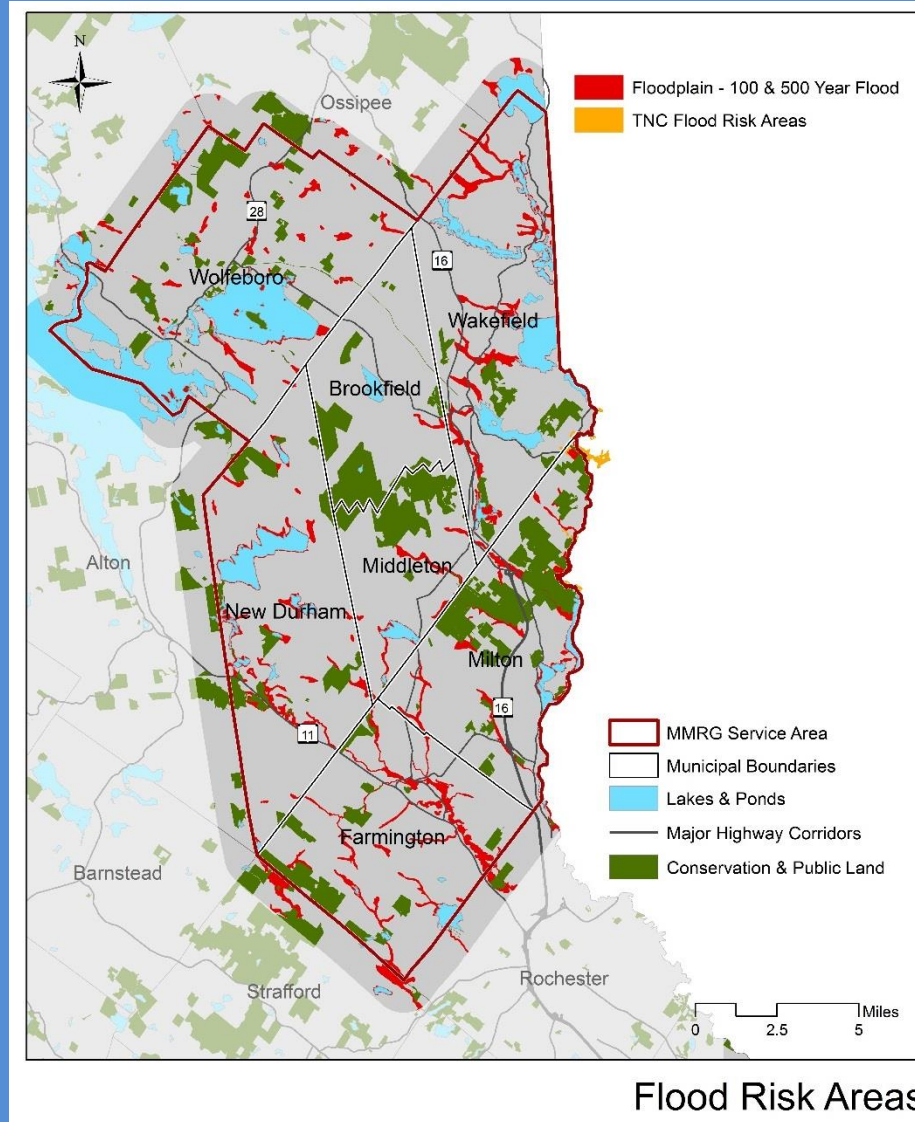 N
Ossipee
Floodplain - 100 & 500 Year Flood
TNC Flood Risk Areas
28
Wolfeboro
16
Wakefield
Brookfield
Alton
Middleton
New Durham
Milton
16
11
MMRG Service Area
Municipal Boundaries
Lakes & Ponds
Major Highway Corridors
Conservation & Public Land
Farmington
Barnstead
Strafford
Rochester
Miles
0 2.5 5
Flood Risk Areas